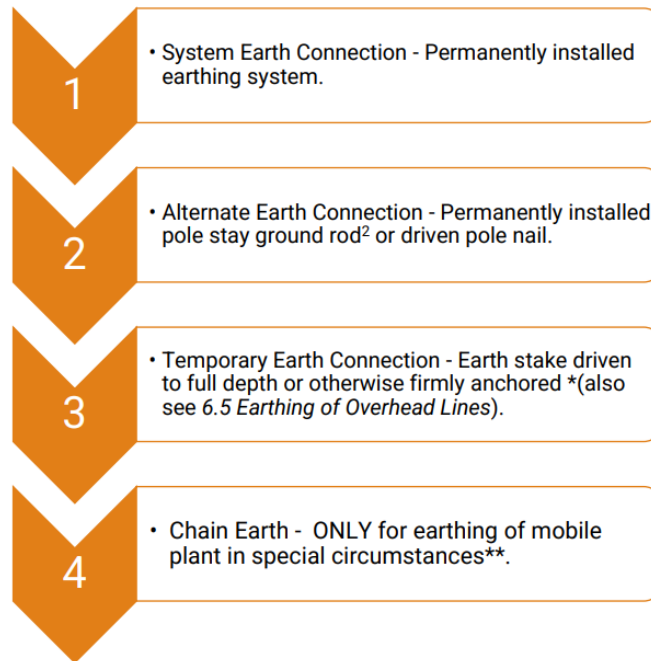 1
• System Earth Connection - Permanently installed
earthing system.
2
• Alternate Earth Connection - Permanently installed
pole stay ground rod² or driven pole nail.
3
• Temporary Earth Connection - Earth stake driven
to full depth or otherwise firmly anchored *(also
see 6.5 Earthing of Overhead Lines).
4
• Chain Earth - ONLY for earthing of mobile
plant in special circumstances**.